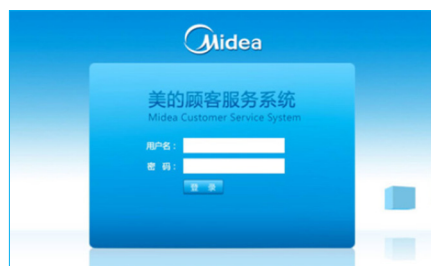 Midea
美的顾客服务系统
Midea Customer Service System
用户名：
密 码：
登 录